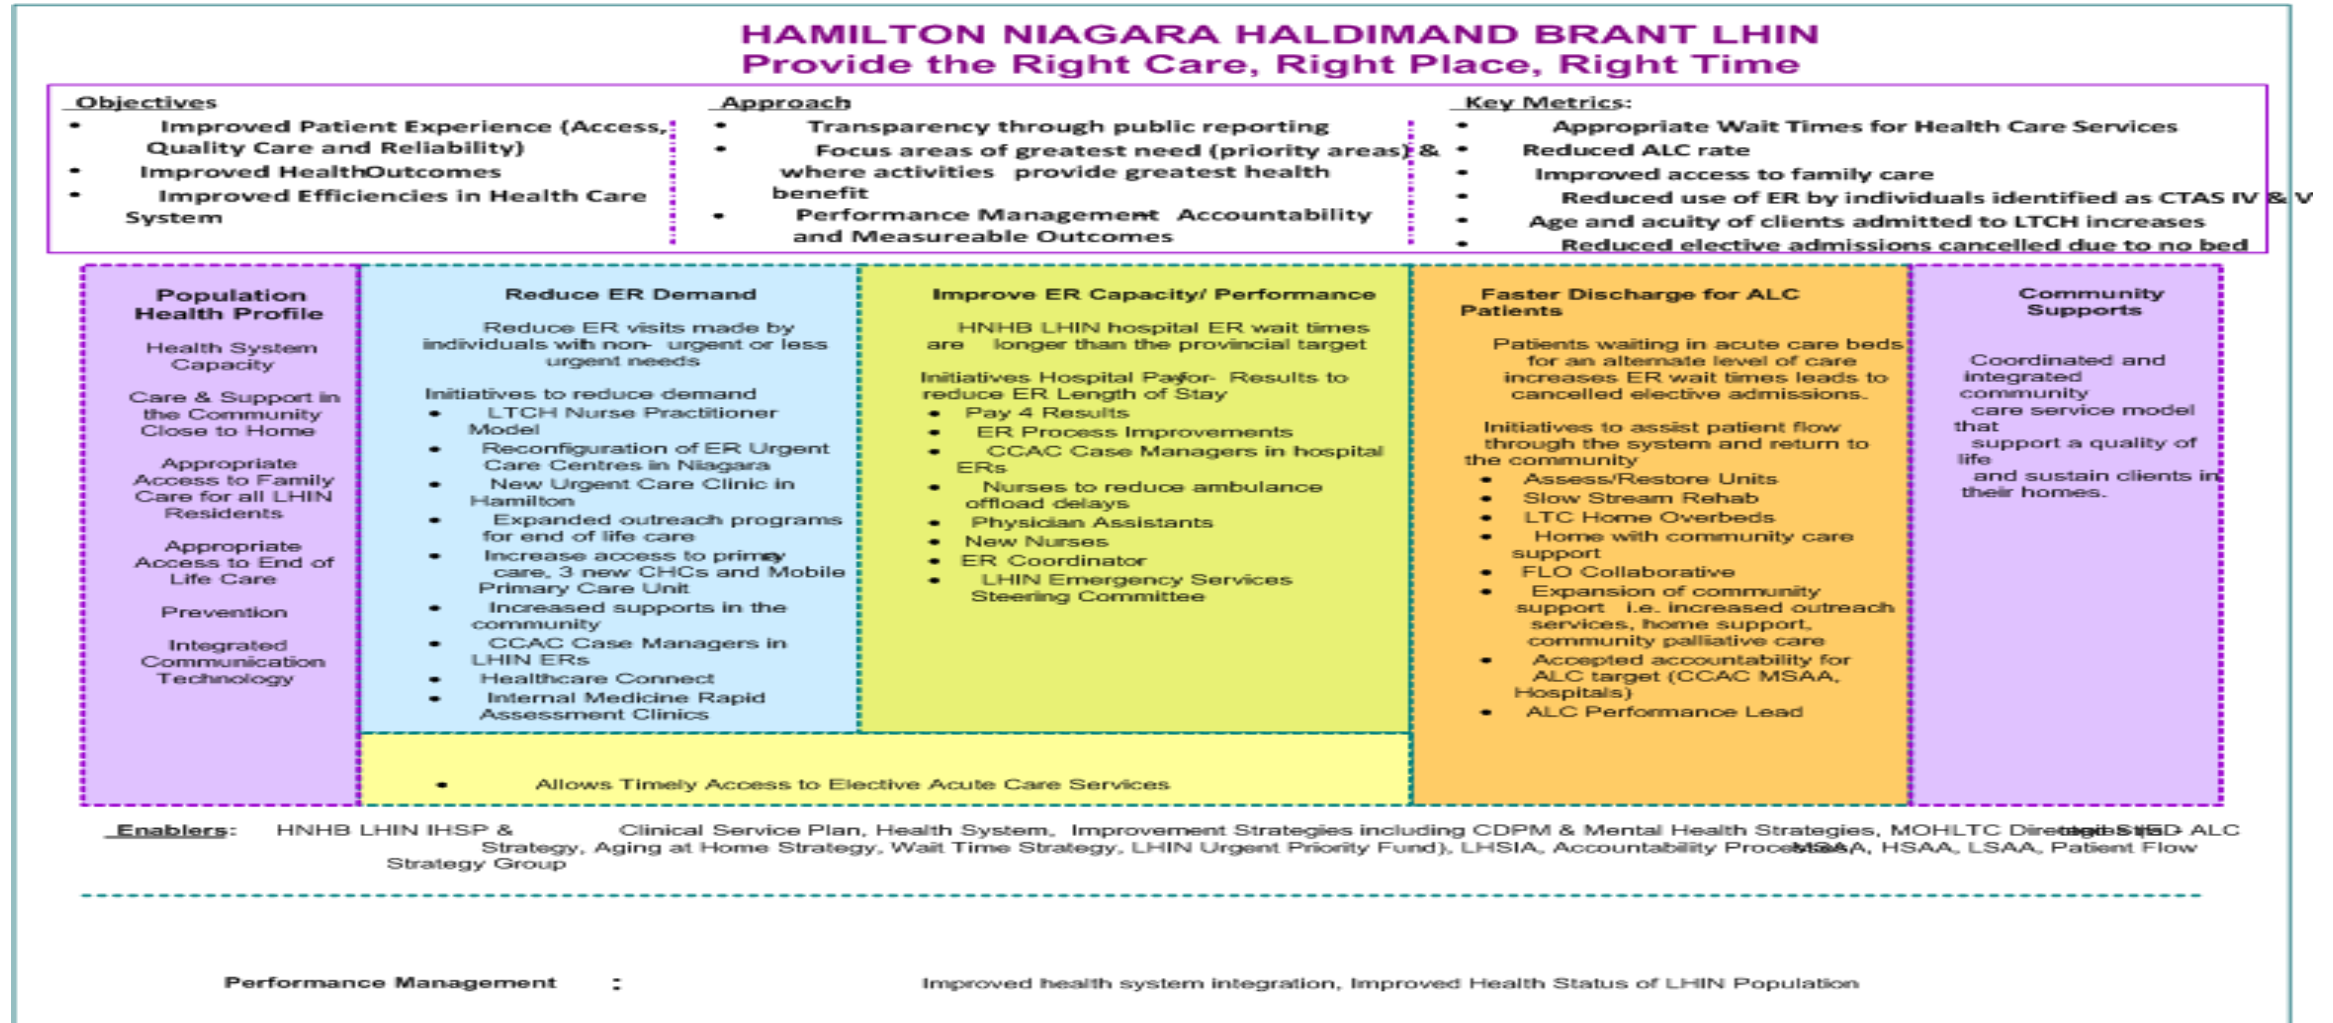 HAMILTON NIAGARA HALDIMAND BRANT LHIN
Provide the Right Care, Right Place, Right Time
Objectives
• Improved Patient Experience (Access,
Quality Care and Reliability)
• Improved HealthOutcomes
• Improved Efficiencies in Health Care
System
Approach
• Transparency through public reporting
• Focus areas of greatest need (priority areas) &
where activities provide greatest health
benefit
• Performance Management Accountability
and Measureable Outcomes
Key Metrics:
• Appropriate Wait Times for Health Care Services
• Reduced ALC rate
• Improved access to family care
• Reduced use of ER by individuals identified as CTAS IV & V
• Age and acuity of clients admitted to LTCH increases
• Reduced elective admissions cancelled due to no bed
Population
Health Profile
Health System
Capacity
Care & Support in
the Community
Close to Home
Appropriate
Access to Family
Care for all LHIN
Residents
Appropriate
Access to End of
Life Care
Prevention
Integrated
Communication
Technology
Reduce ER Demand
Reduce ER visits made by
individuals with non- urgent or less
urgent needs
Initiatives to reduce demand
• LTCH Nurse Practitioner
Model
• Reconfiguration of ER Urgent
Care Centres in Niagara
• New Urgent Care Clinic in
Hamilton
• Expanded outreach programs
for end of life care
• Increase access to primary
care, 3 new CHCs and Mobile
Primary Care Unit
• Increased supports in the
community
• CCAC Case Managers in
LHIN ERs
• Healthcare Connect
• Internal Medicine Rapid
Assessment Clinics
Improve ER Capacity/ Performance
HNHB LHIN hospital ER wait times
are longer than the provincial target
Initiatives Hospital Pay-for- Results to
reduce ER Length of Stay
• Pay 4 Results
• ER Process Improvements
• CCAC Case Managers in hospital
ERs
• Nurses to reduce ambulance
offload delays
• Physician Assistants
• New Nurses
• ER Coordinator
• LHIN Emergency Services
Steering Committee
• Allows Timely Access to Elective Acute Care Services
Faster Discharge for ALC
Patients
Patients waiting in acute care beds
for an alternate level of care
increases ER wait times leads to
cancelled elective admissions.
Initiatives to assist patient flow
through the system and return to
the community
• Assess/Restore Units
• Slow Stream Rehab
• LTC Home Overbeds
• Home with community care
support
• FLO Collaborative
• Expansion of community
support i.e. increased outreach
services, home support,
community palliative care
• Accepted accountability for
ALC target (CCAC MSAA,
Hospitals)
• ALC Performance Lead
Community
Supports
Coordinated and
integrated
community
care service model
that
support a quality of
life
and sustain clients in
their homes.
Enablers: HNHB LHIN IHSP & Clinical Service Plan, Health System, Improvement Strategies including CDPM & Mental Health Strategies, MOHLTC ALC
Strategy, Aging at Home Strategy, Wait Time Strategy, LHIN Urgent Priority Fund), LHSIA, Accountability HSAA, LSAA, Patient Flow
Strategy Group
Performance Management : Improved health system integration, Improved Health Status of LHIN Population